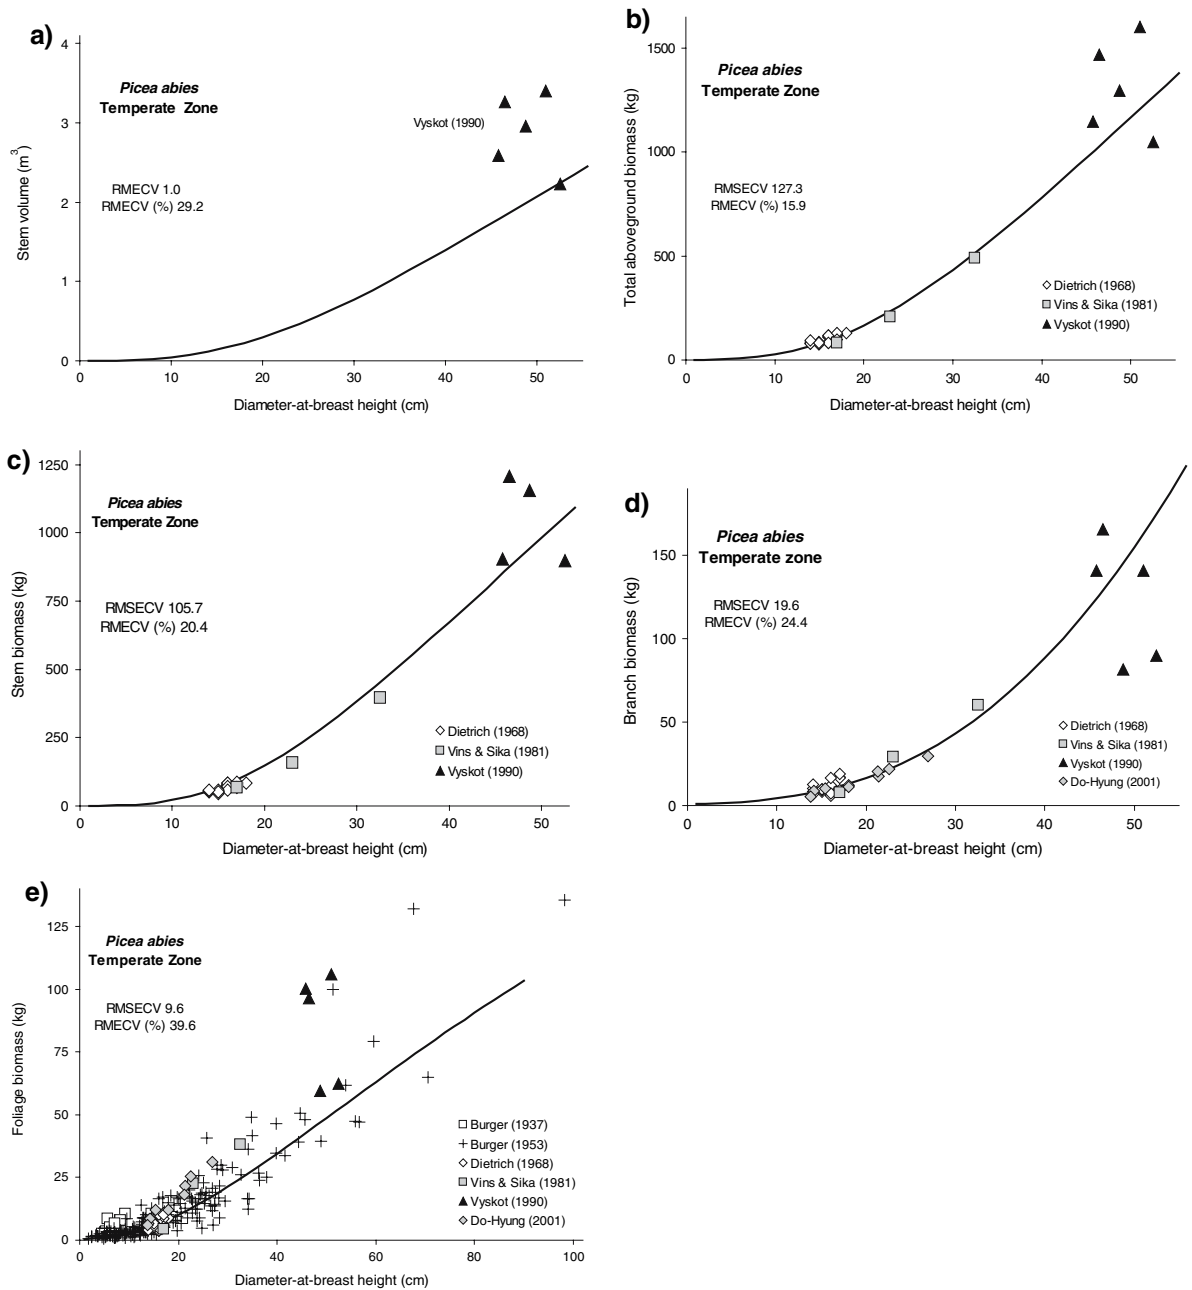 a)
Picea abies
Temperate Zone
Vyskot (1990)
RMECV 1.0
RMECV (%) 29.2
Stem volume (m3)
4
3
2
1
0
0 10 20 30 40 50
Diameter-at-breast height (cm)
b)
Picea abies
Temperate Zone
RMSECV 127.3
RMECV (%) 15.9
Total aboveground biomass (kg)
1500
1000
500
0
Dietrich (1968)
Vins & Sika (1981)
Vyskot (1990)
0 10 20 30 40 50
Diameter-at-breast height (cm)
c)
Picea abies
Temperate Zone
RMSECV 105.7
RMECV (%) 20.4
Stem biomass (kg)
1250
1000
750
500
250
0
Dietrich (1968)
Vins & Sika (1981)
Vyskot (1990)
0 10 20 30 40 50
Diameter-at-breast height (cm)
d)
Picea abies
Temperate zone
RMSECV 19.6
RMECV (%) 24.4
Branch biomass (kg)
150
100
50
0
Dietrich (1968)
Vins & Sika (1981)
Vyskot (1990)
Do-Hyung (2001)
0 10 20 30 40 50
Diameter-at-breast height (cm)
e)
Picea abies
Temperate Zone
RMSECV 9.6
RMECV (%) 39.6
Foliage biomass (kg)
125
100
75
50
25
0
Burger (1937)
Burger (1953)
Dietrich (1968)
Vins & Sika (1981)
Vyskot (1990)
Do-Hyung (2001)
0 20 40 60 80 100
Diameter-at-breast height (cm)